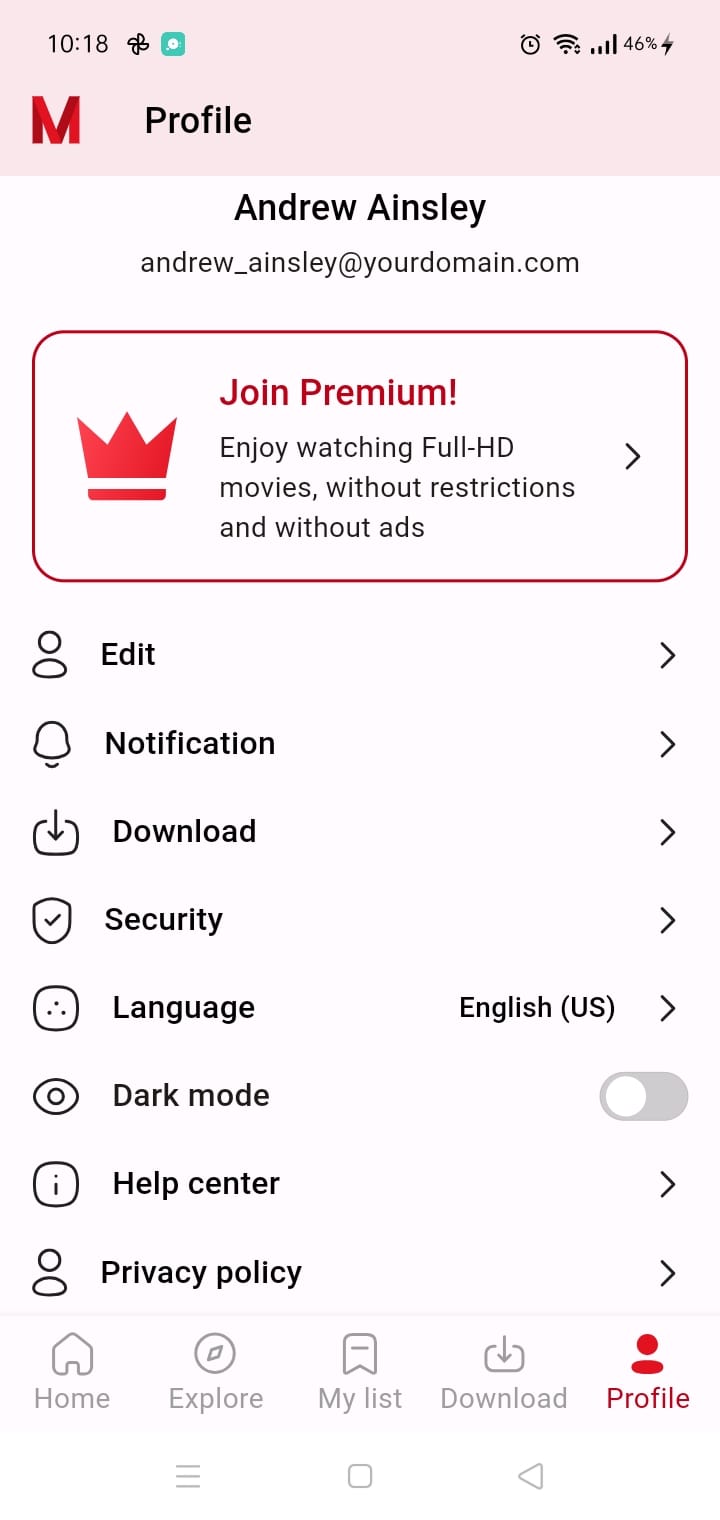 10:18
46%
M Profile
Andrew Ainsley
andrew_ainsley@yourdomain.com
Join Premium!
Enjoy watching Full-HD
movies, without restrictions
and without ads
Edit
Notification
Download
Security
Language English (US)
Dark mode
Help center
Privacy policy
Home Explore My list Download Profile